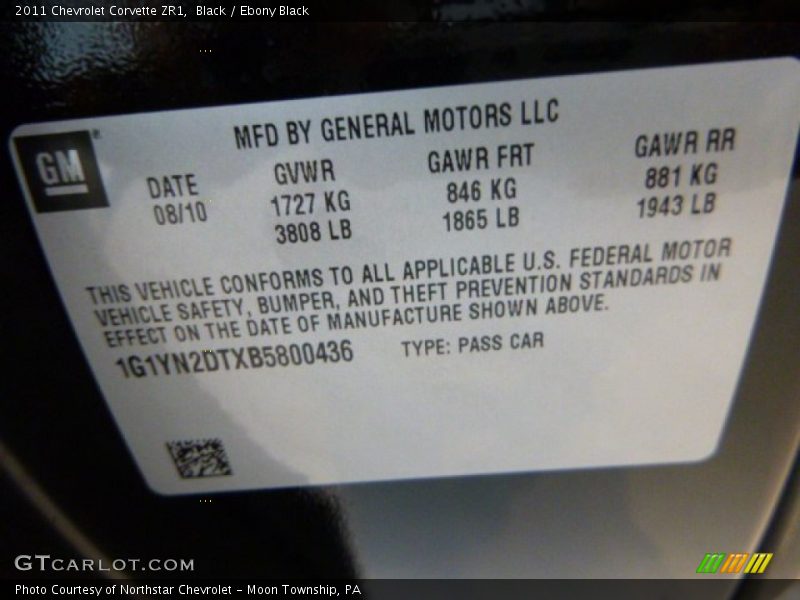 2011 Chevrolet Corvette ZR1, Black / Ebony Black
MFD BY GENERAL MOTORS LLC
GM
DATE GVWR GAWR FRT GAWR RR
08/10 1727 KG 846 KG 881 KG
3808 LB 1865 LB 1943 LB
THIS VEHICLE CONFORMS TO ALL APPLICABLE U.S. FEDERAL MOTOR
VEHICLE SAFETY, BUMPER, AND THEFT PREVENTION STANDARDS IN
EFFECT ON THE DATE OF MANUFACTURE SHOWN ABOVE.
1G1YN2DTXB5800436 TYPE: PASS CAR
GTCARLOT.COM
Photo Courtesy of Northstar Chevrolet - Moon Township, PA